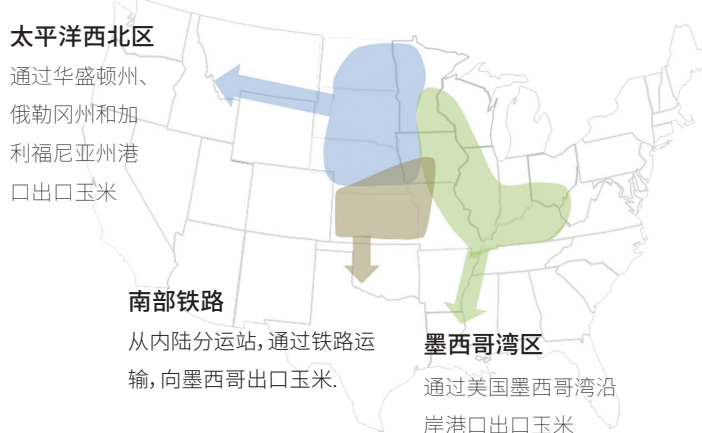 太平洋西北区
通过华盛顿州、
俄勒冈州和加
利福尼亚州港
口出口玉米
南部铁路
从内陆分运站，通过铁路运
输，向墨西哥出口玉米.
墨西哥湾区
通过美国墨西哥湾沿
岸港口出口玉米